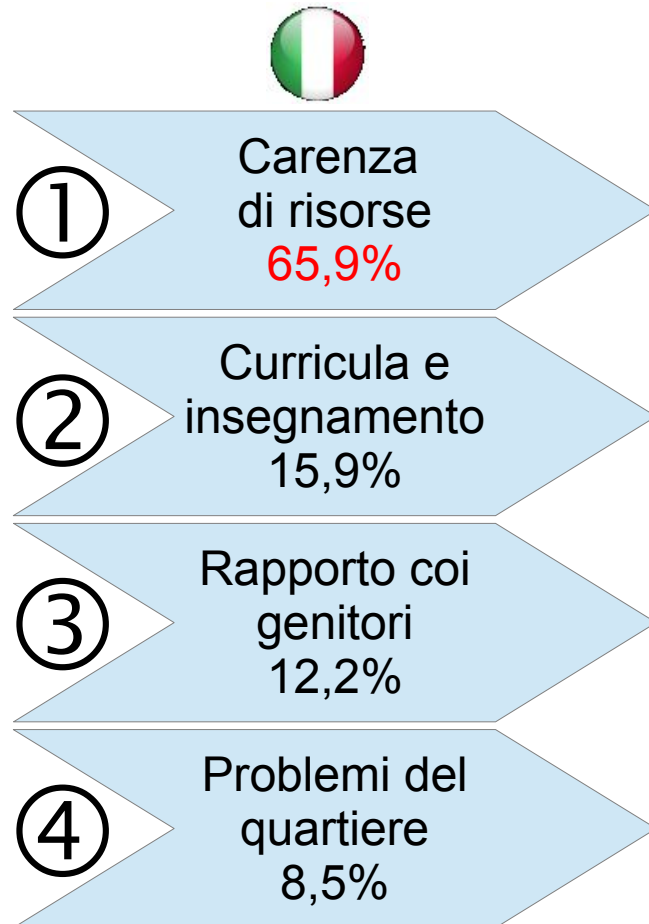 ①
Carenza
di risorse
65,9%
②
Curricula e
insegnamento
15,9%
③
Rapporto coi
genitori
12,2%
④
Problemi del
quartiere
8,5%